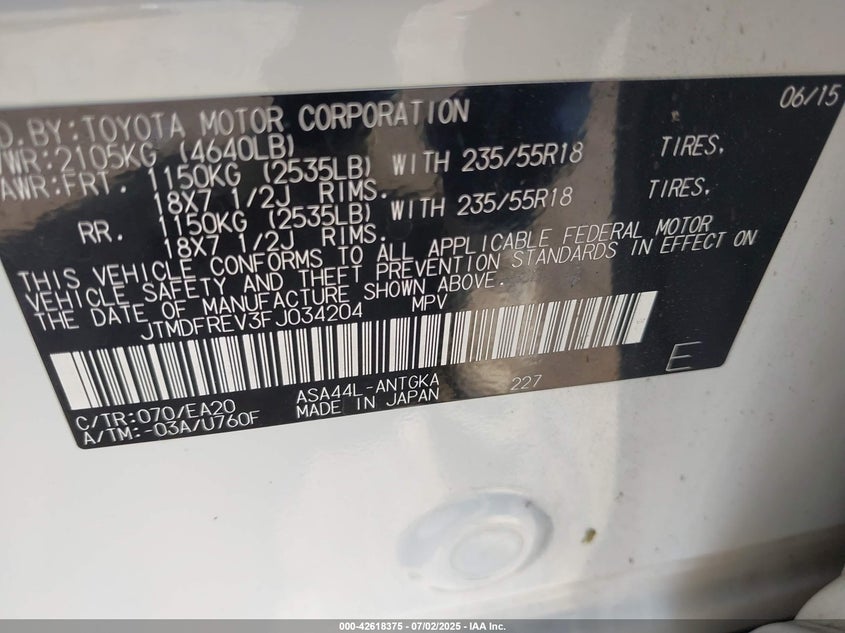 06/15
D.BY:TOYOTA MOTOR CORPORATION
WR:2105KG (4640LB)
AWR:FRT. 1150KG (2535LB) WITH 235/55R18 TIRES,
18X7 1/2J RIMS.
RR. 1150KG (2535LB) WITH 235/55R18 TIRES,
18X7 1/2J RIMS.
THIS VEHICLE CONFORMS TO ALL APPLICABLE FEDERAL MOTOR
VEHICLE SAFETY AND THEFT PREVENTION STANDARDS IN EFFECT ON
THE DATE OF MANUFACTURE SHOWN ABOVE.
JTMDFREV3FJ034204 MPV
E
C/TR:070/EA20 ASA44L-ANTGKA 227
A/TM:-03A/U760F MADE IN JAPAN
000-42618375 - 07/02/2025 - IAA Inc.